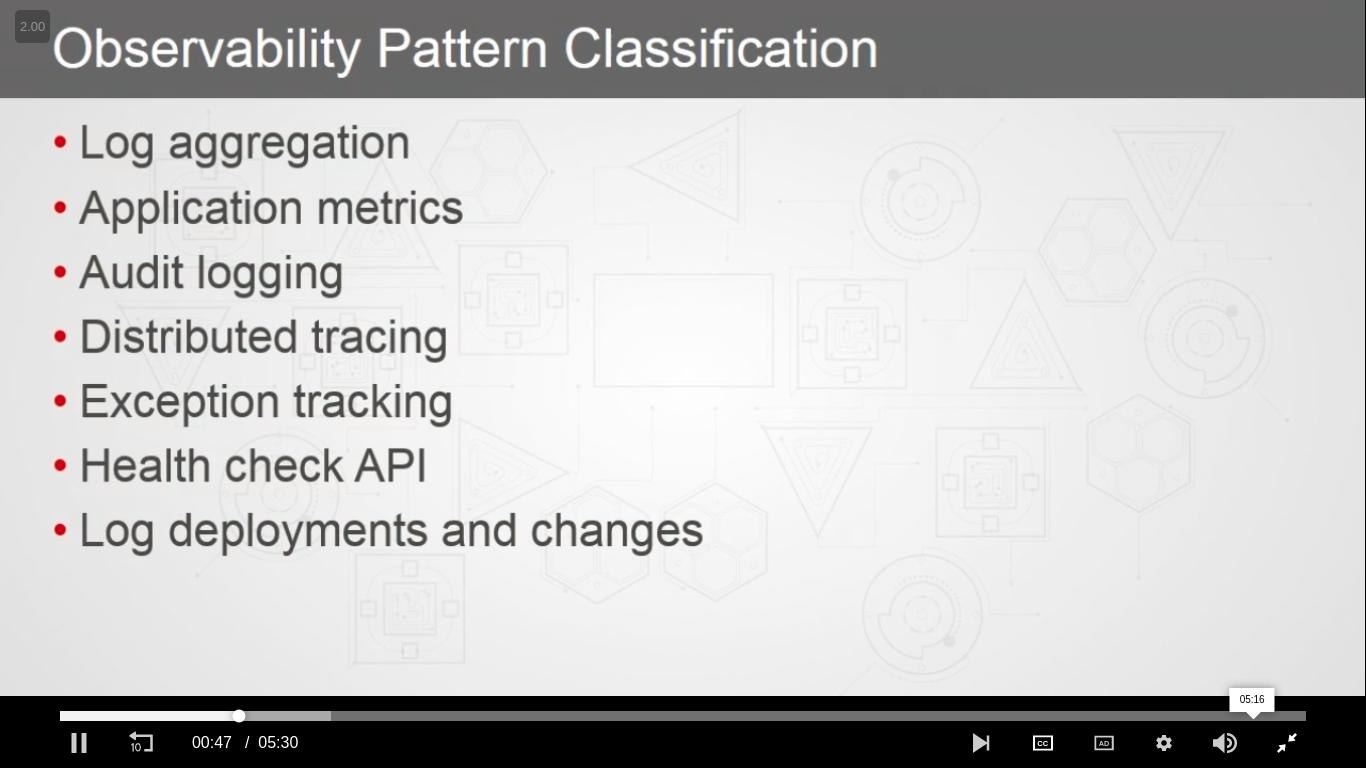 2.00
Observability Pattern Classification
• Log aggregation
• Application metrics
• Audit logging
• Distributed tracing
• Exception tracking
• Health check API
• Log deployments and changes
05:16
10
00:47 / 05:30
CC
AD